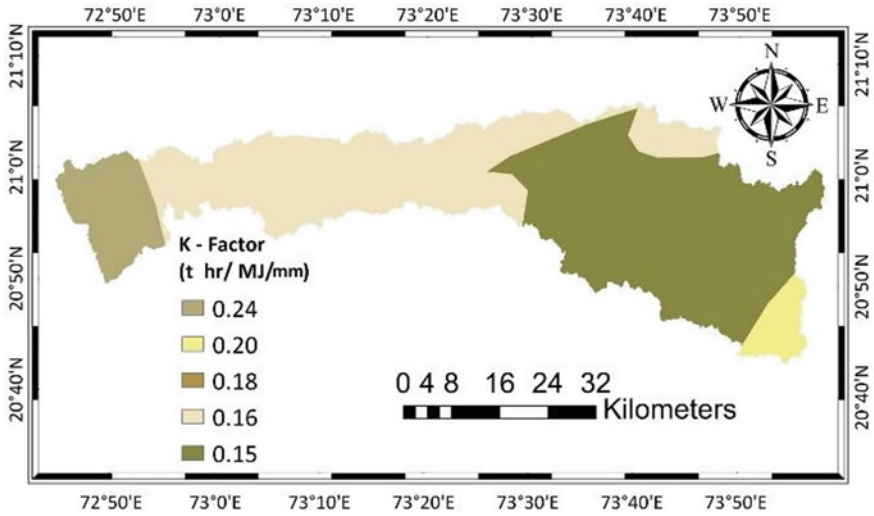 72°50'E 73°0'E 73°10'E 73°20'E 73°30'E 73°40'E 73°50'E
21°10'N 21°10'N
N
W E
S
21°0'N 21°0'N
K - Factor
(t hr/ MJ/mm)
20°50'N 20°50'N
0.24
0.20
0.18
20°40'N 20°40'N
0 4 8 16 24 32
Kilometers
0.16
0.15
72°50'E 73°0'E 73°10'E 73°20'E 73°30'E 73°40'E 73°50'E